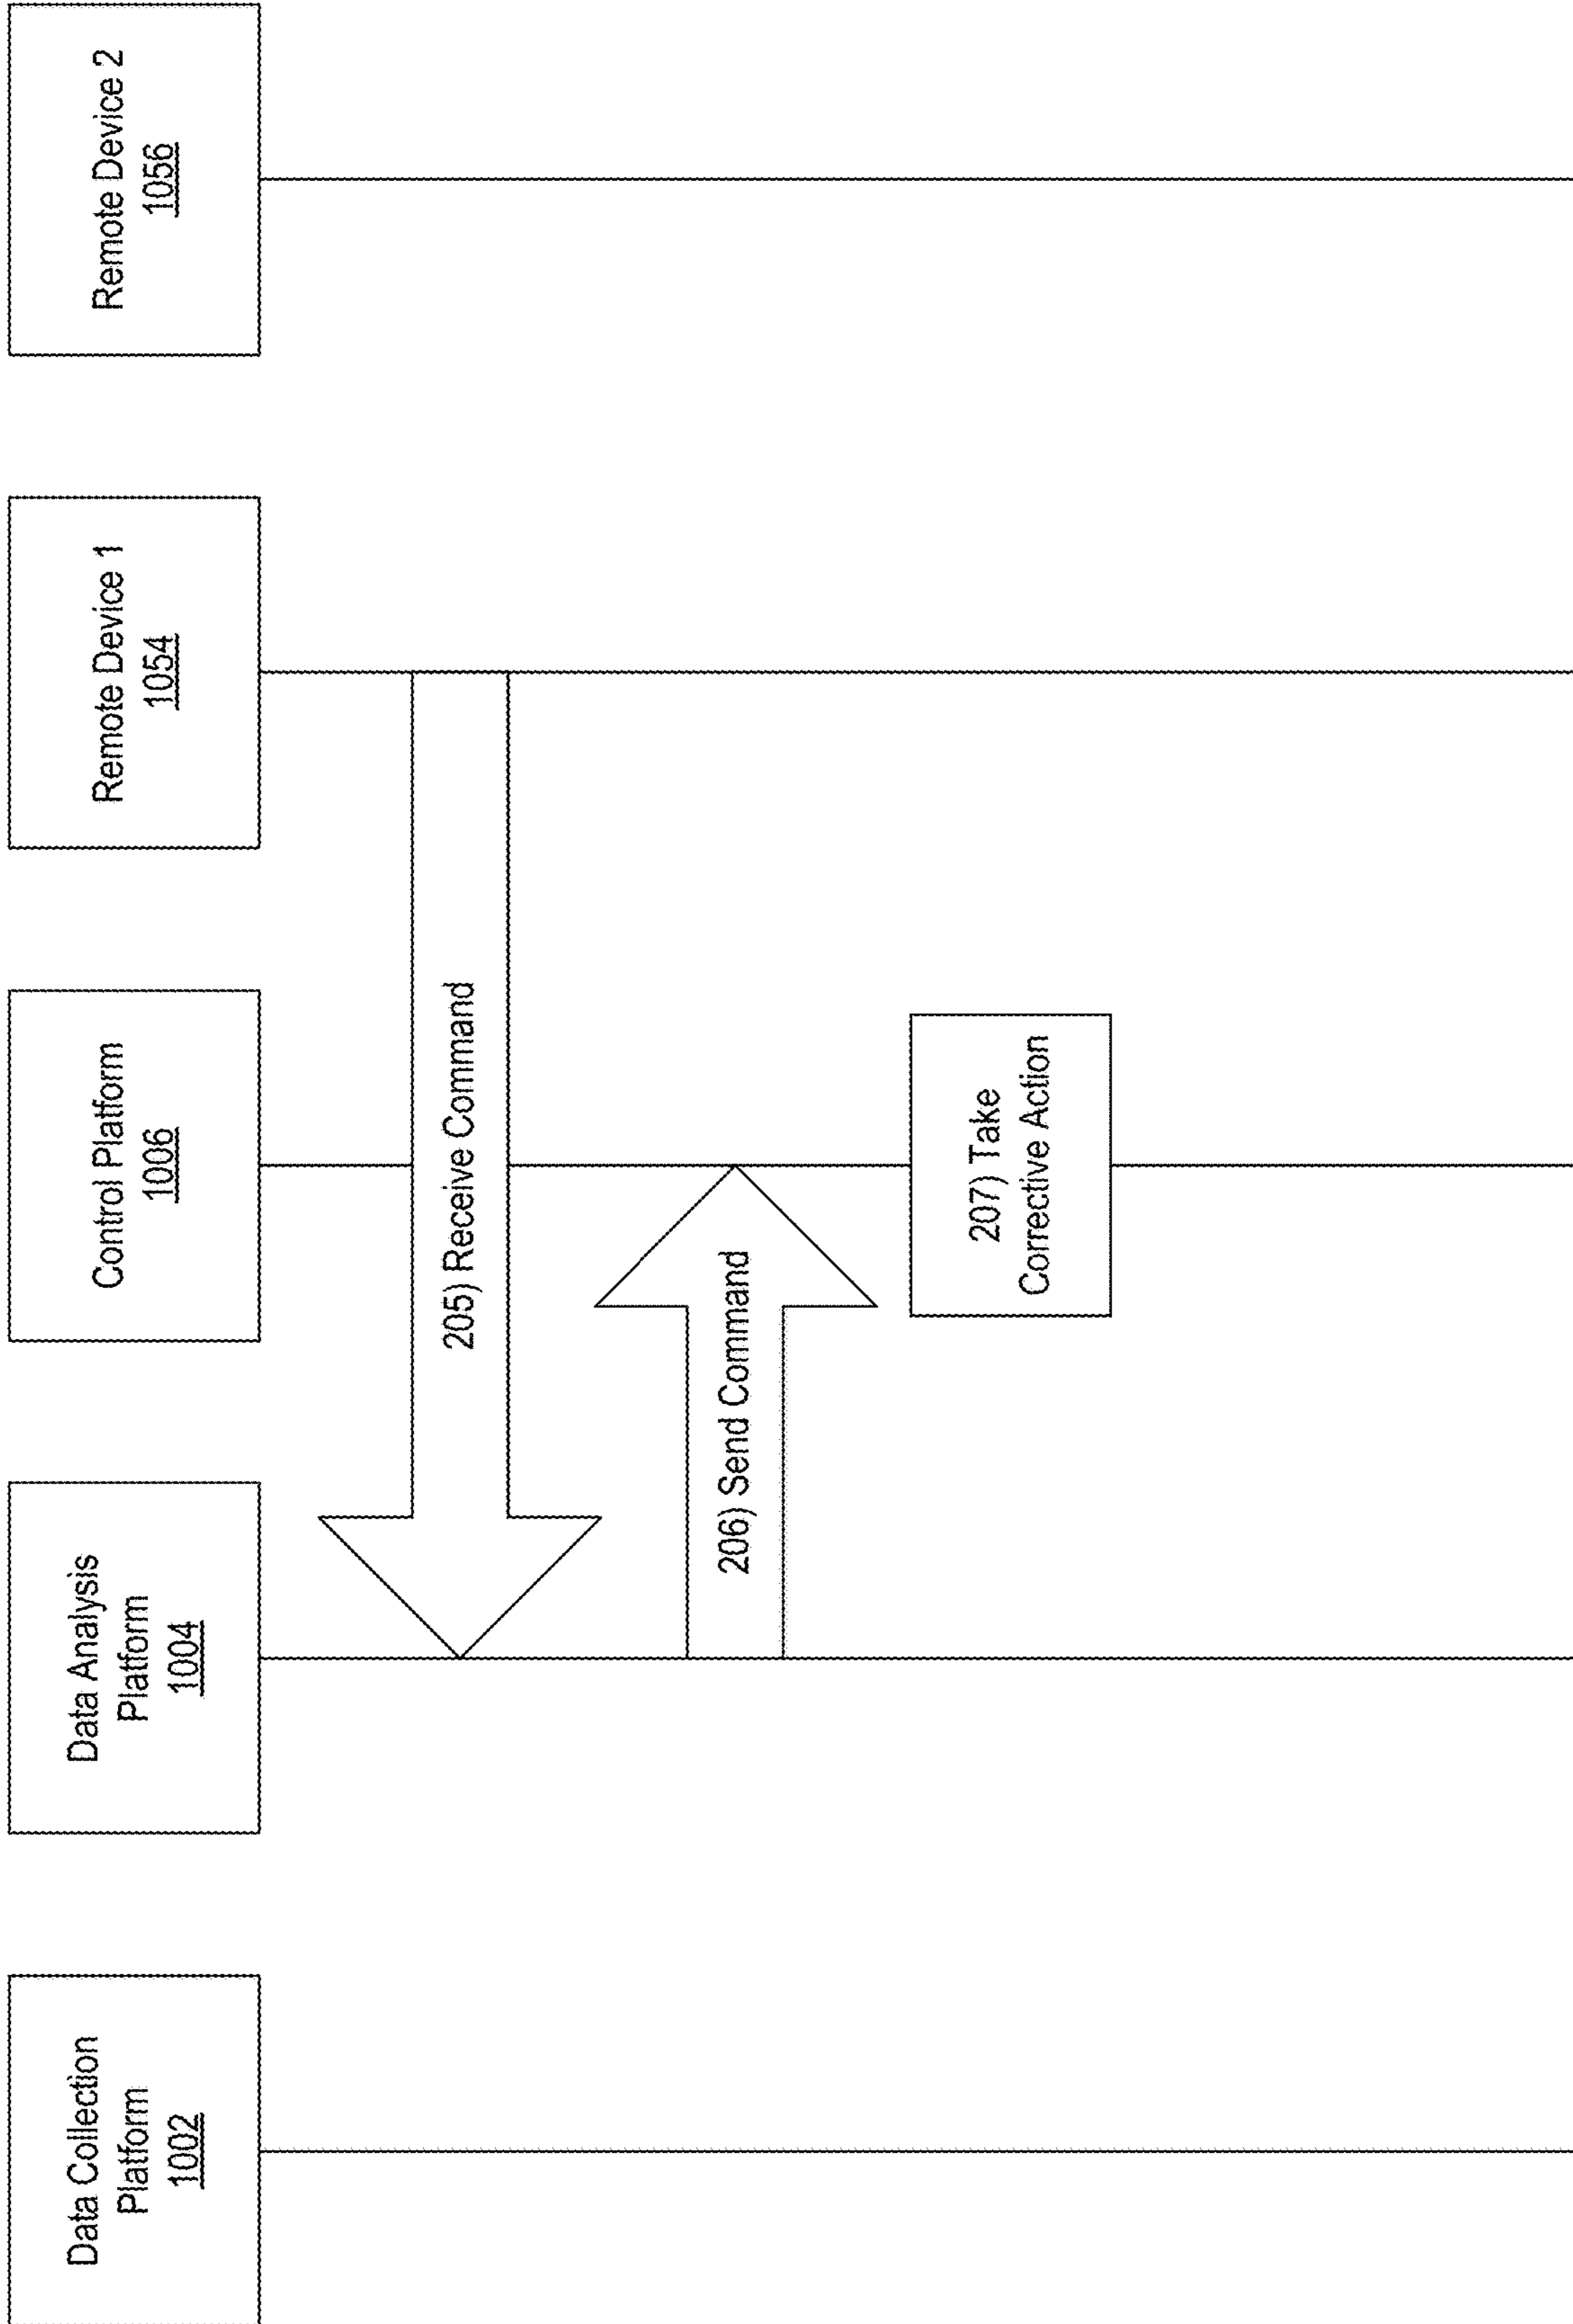 Data Collection
Platform
1002
Data Analysis
Platform
1004
Control Platform
1006
Remote Device 1
1054
Remote Device 2
1056
205) Receive Command
206) Send Command
207) Take
Corrective Action